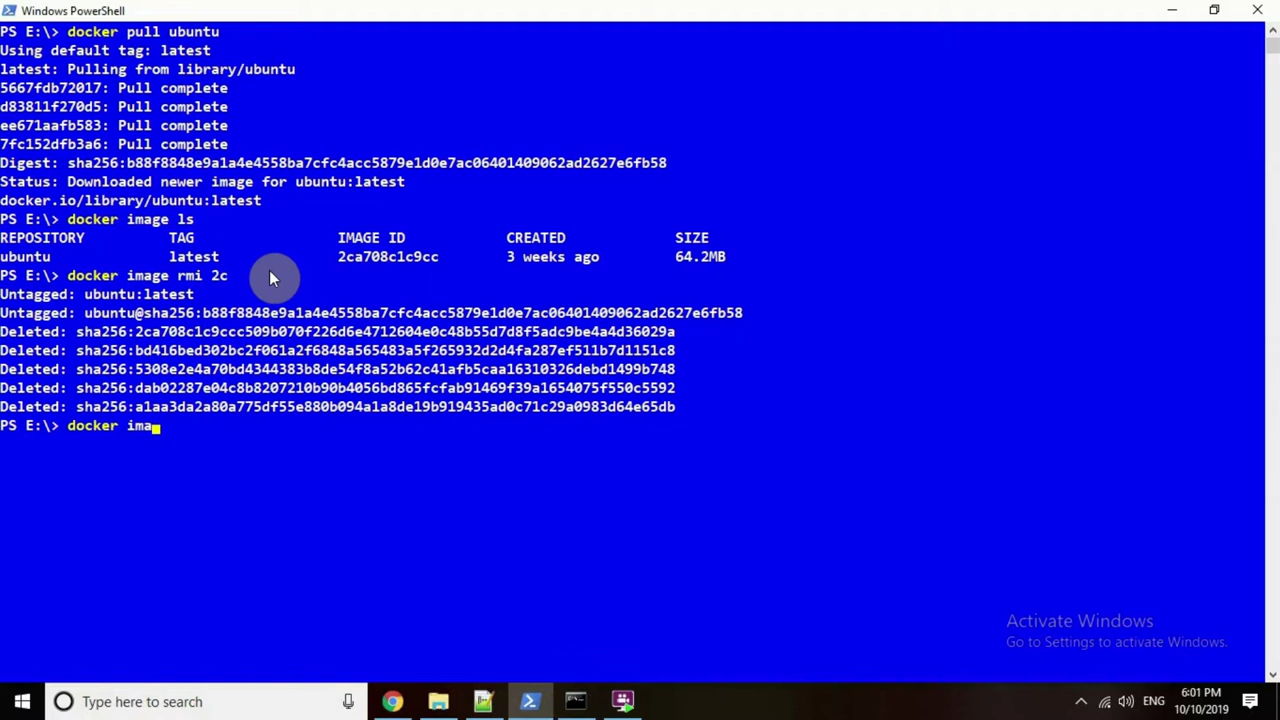 Windows PowerShell
PS E:\> docker pull ubuntu
Using default tag: latest
latest: Pulling from library/ubuntu
5667fdb72017: Pull complete
d83811f270d5: Pull complete
ee671aafb583: Pull complete
7fc152dfb3a6: Pull complete
Digest: sha256:b88f8848e9a1a4e4558ba7cfc4acc5879e1d0e7ac06401409062ad2627e6fb58
Status: Downloaded newer image for ubuntu:latest
docker.io/library/ubuntu:latest
PS E:\> docker image ls
REPOSITORY TAG IMAGE ID CREATED SIZE
ubuntu latest 2ca708c1c9cc 3 weeks ago 64.2MB
PS E:\> docker image rmi 2c
Untagged: ubuntu:latest
Untagged: ubuntu@sha256:b88f8848e9a1a4e4558ba7cfc4acc5879e1d0e7ac06401409062ad2627e6fb58
Deleted: sha256:2ca708c1c9ccc509b070f226d6e4712604e0c48b55d7d8f5adc9be4a4d36029a
Deleted: sha256:bd416bed302bc2f061a2f6848a565483a5f265932d2d4fa287ef511b7d1151c8
Deleted: sha256:5308e2e4a70bd4344383b8de54f8a52b62c41afb5caa16310326debd1499b748
Deleted: sha256:dab02287e04c8b8207210b90b4056bd865fcfab91469f39a1654075f550c5592
Deleted: sha256:a1aa3da2a80a775df55e880b094a1a8de19b919435ad0c71c29a0983d64e65db
PS E:\> docker ima
Activate Windows
Go to Settings to activate Windows.
Type here to search
ENG
6:01 PM
10/10/2019